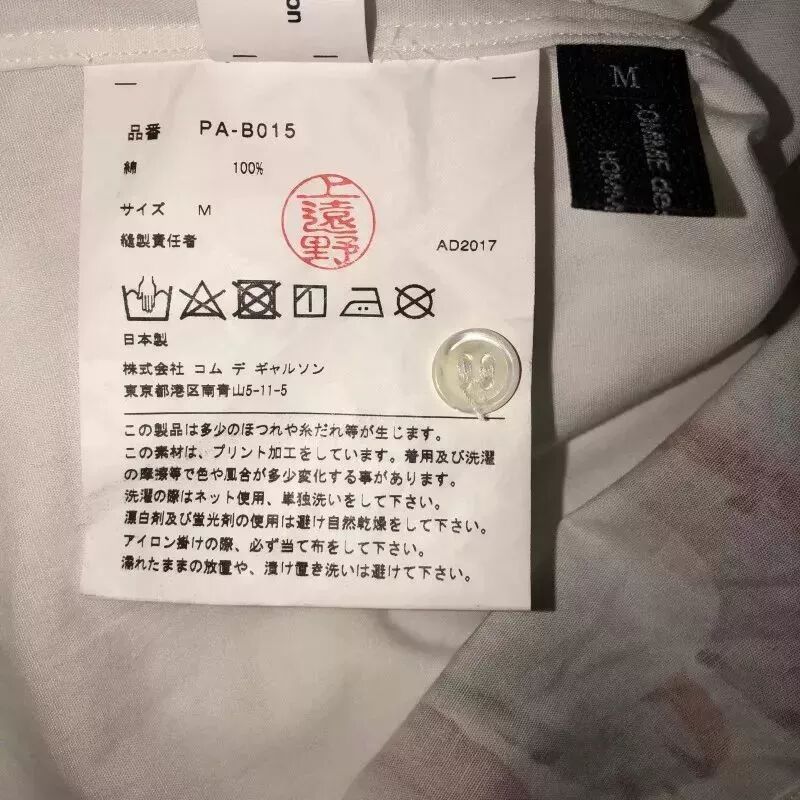 on
M
COMME des
HOMM
品番 PA-B015
綿 100%
サイズ M
縫製責任者
上遠野
AD2017
日本製
株式会社 コム デ ギャルソン
東京都港区南青山5-11-5
この製品は多少のほつれや糸だれ等が生じます。
この素材は、プリント加工をしています。着用及び洗濯
の摩擦等で色や風合が多少変化する事があります。
洗濯の際はネット使用、単独洗いをして下さい。
漂白剤及び蛍光剤の使用は避け自然乾燥をして下さい。
アイロン掛けの際、必ず当て布をして下さい。
濡れたままの放置や、漬け置き洗いは避けて下さい。